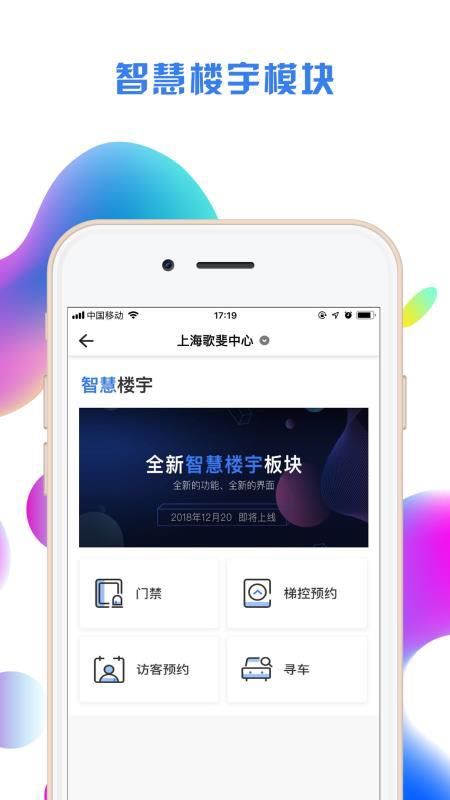 智慧楼宇模块
中国移动 17:19
上海歌斐中心
智慧楼宇
全新智慧楼宇板块
全新的功能、全新的界面
2018年12月20 即将上线
门禁
梯控预约
访客预约
寻车